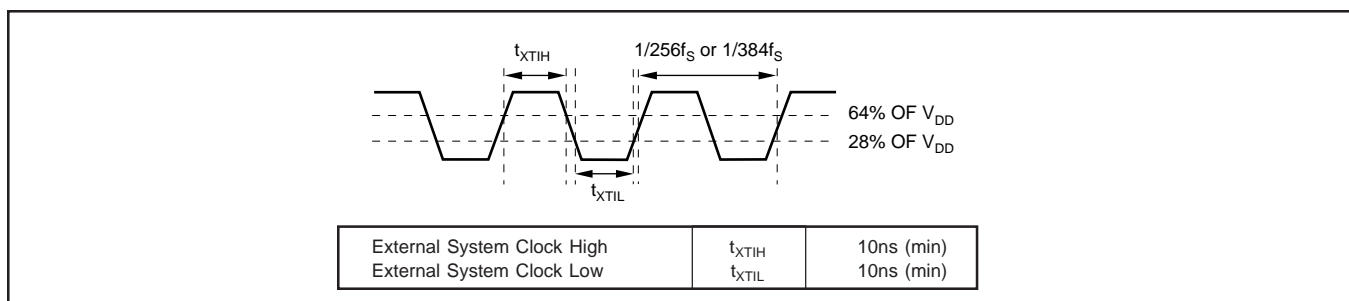 tXTIH
1/256fS or 1/384fS
64% OF VDD
28% OF VDD
tXTIL
External System Clock High tXTIH 10ns (min)
External System Clock Low tXTIL 10ns (min)